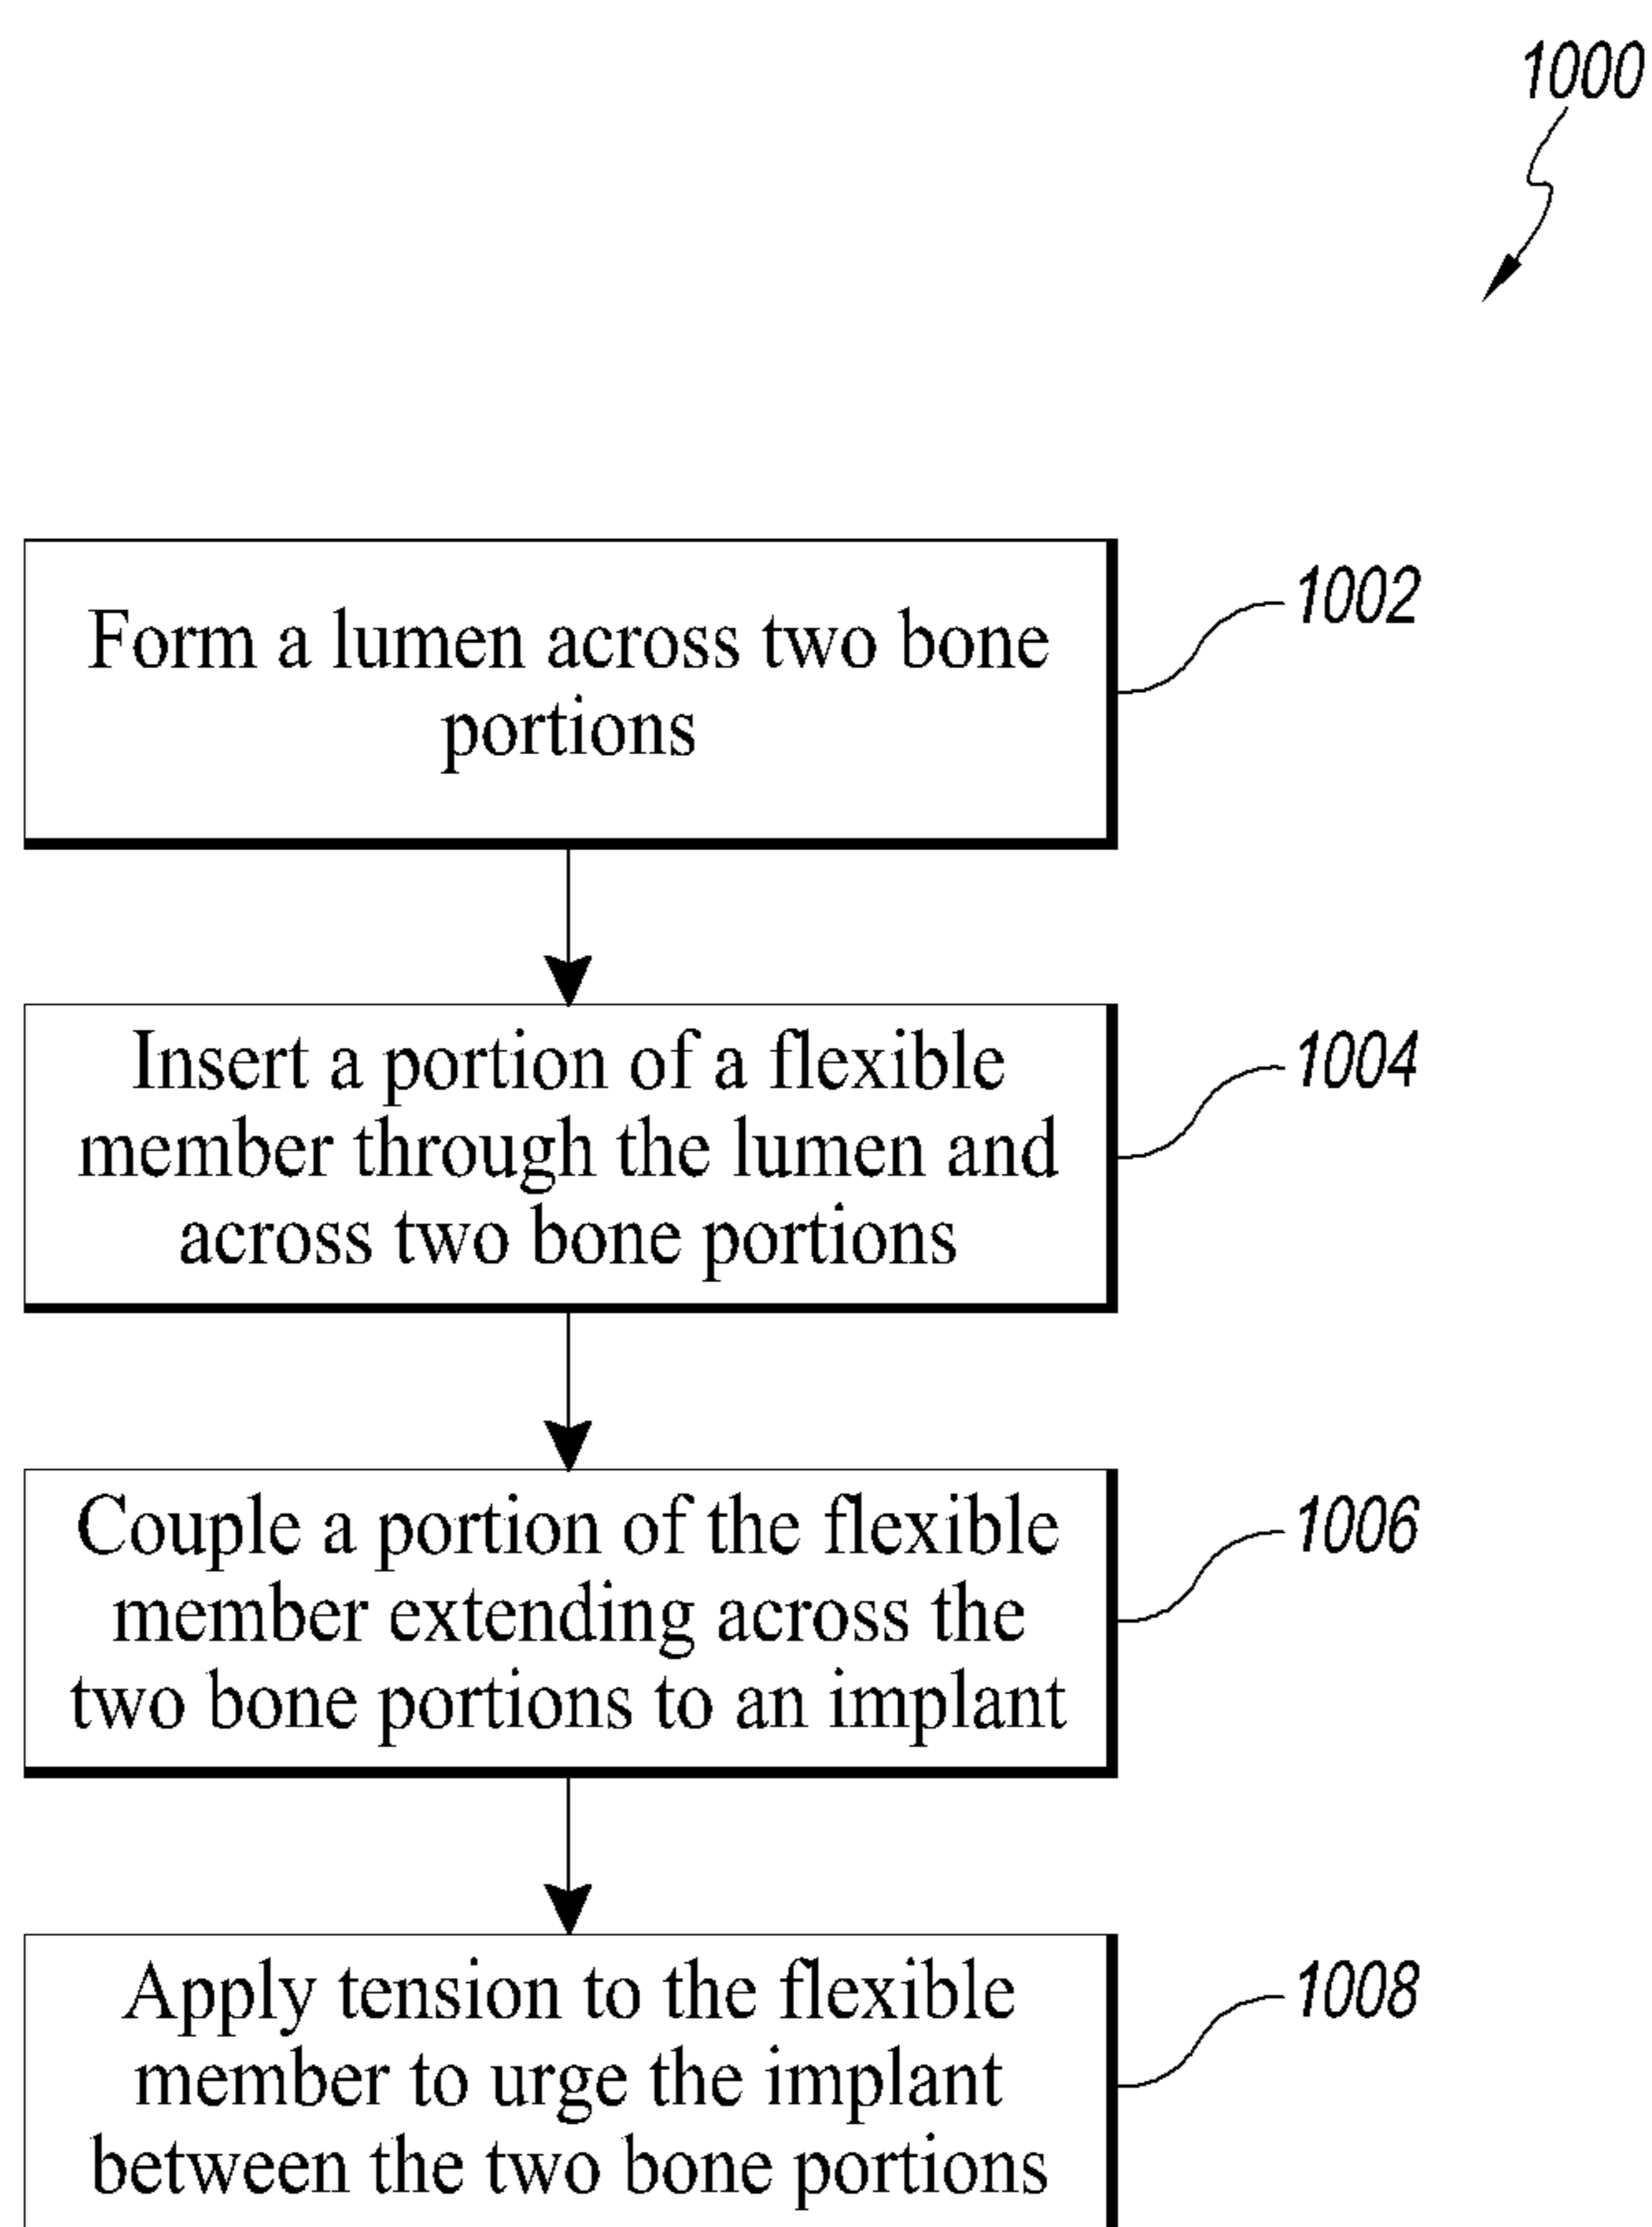 1000
Form a lumen across two bone
portions
1002
Insert a portion of a flexible
member through the lumen and
across two bone portions
1004
Couple a portion of the flexible
member extending across the
two bone portions to an implant
1006
Apply tension to the flexible
member to urge the implant
between the two bone portions
1008